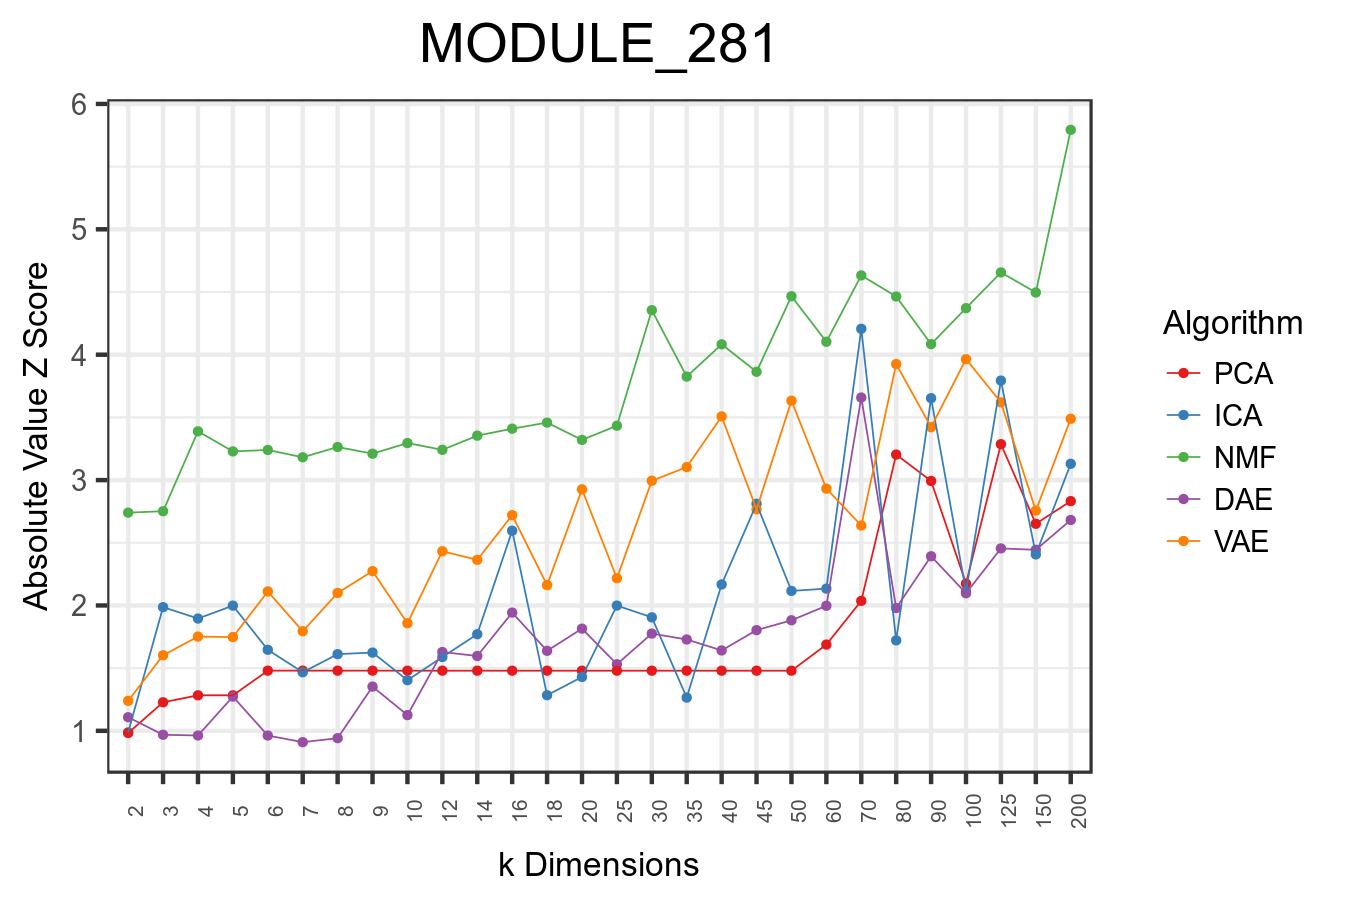 MODULE_281
6
5
4
3
2
1
Absolute Value Z Score
2 3 4 5 6 7 8 9 10 12 14 16 18 20 25 30 35 40 45 50 60 70 80 90 100 125 150 200
k Dimensions
Algorithm
PCA
ICA
NMF
DAE
VAE